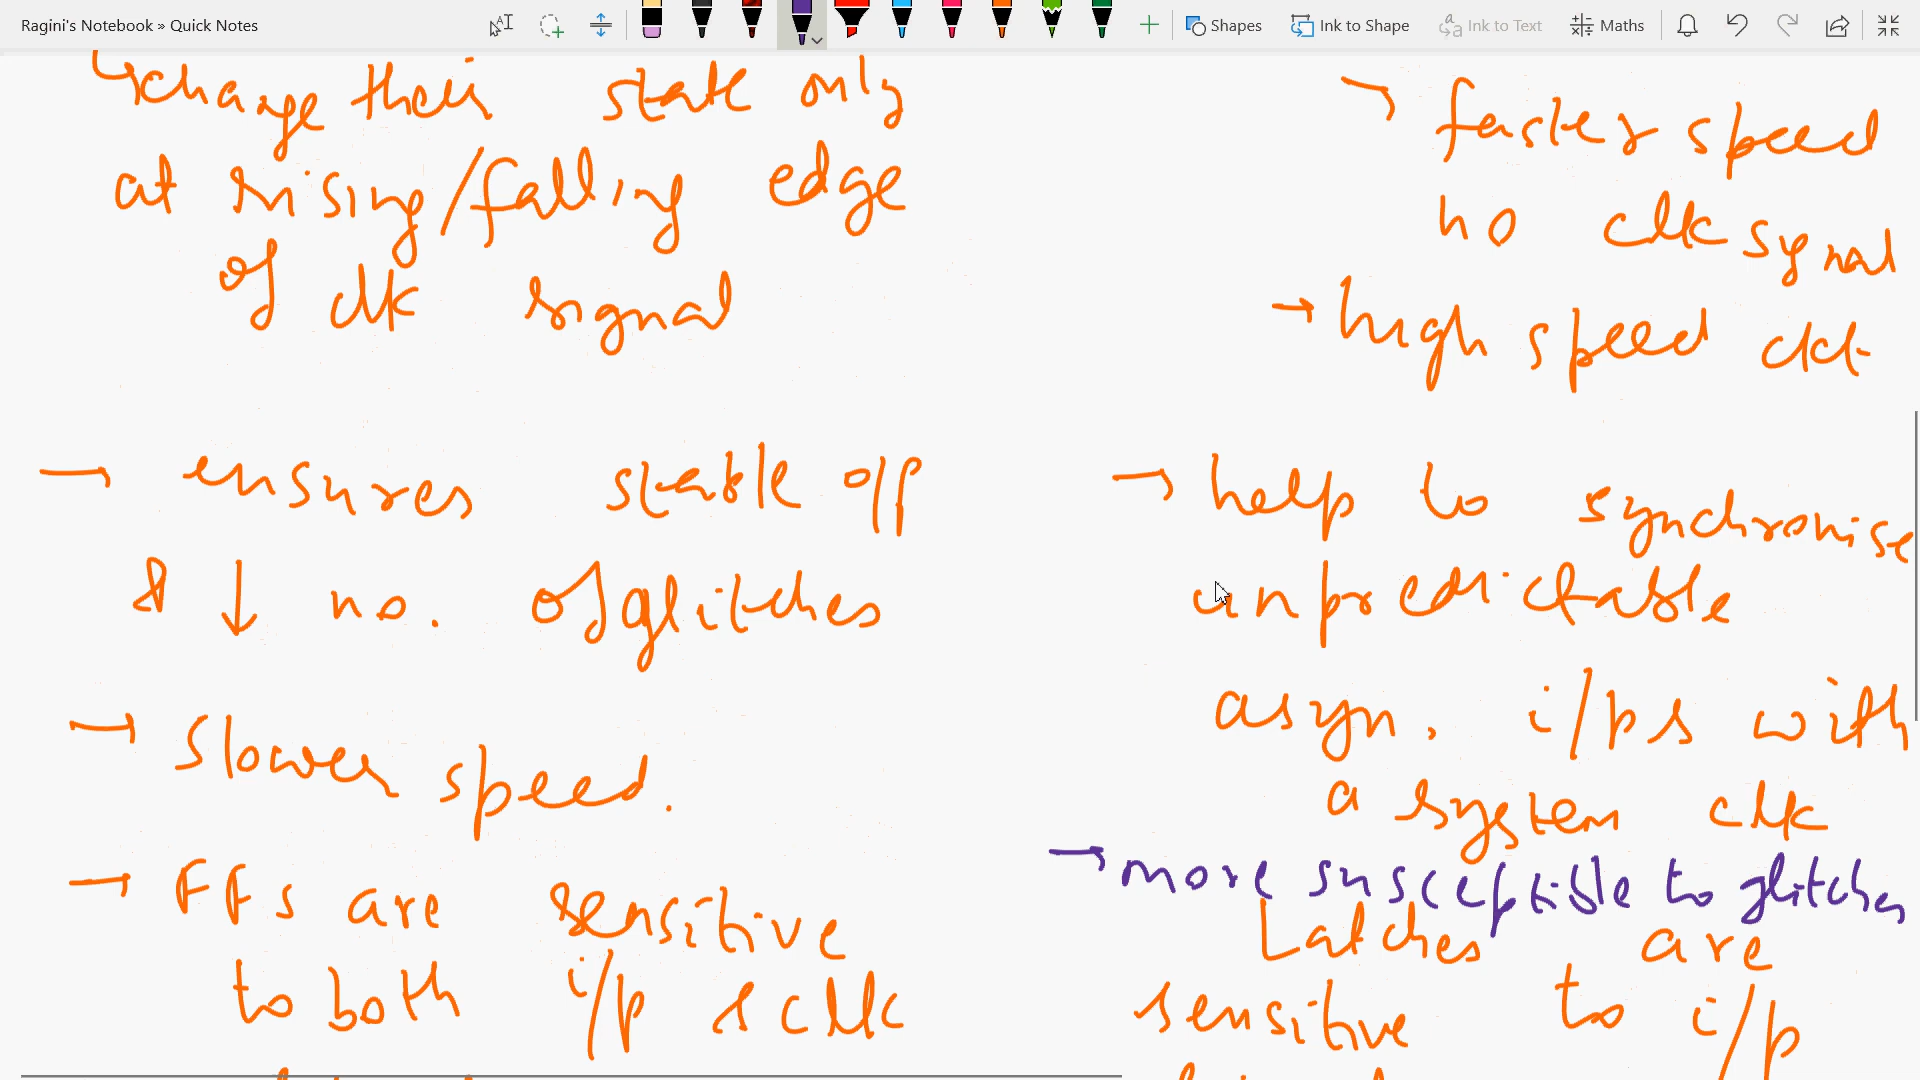 Ragini's Notebook » Quick Notes
Shapes
Ink to Shape
Ink to Text
Maths
change their state only
at rising/falling edge
of clk signal
→ ensures stable o/p
& ↓ no. of glitches
→ Slower speed.
→ FFs are sensitive
to both i/p & clk
→ faster speed
no clk sgnal
→ high speed ckt
→ help to synchronise
unpredictable
asyn. i/ps with
a system clk
→ more susceptible to glitches
Latches are
sensitive to i/p